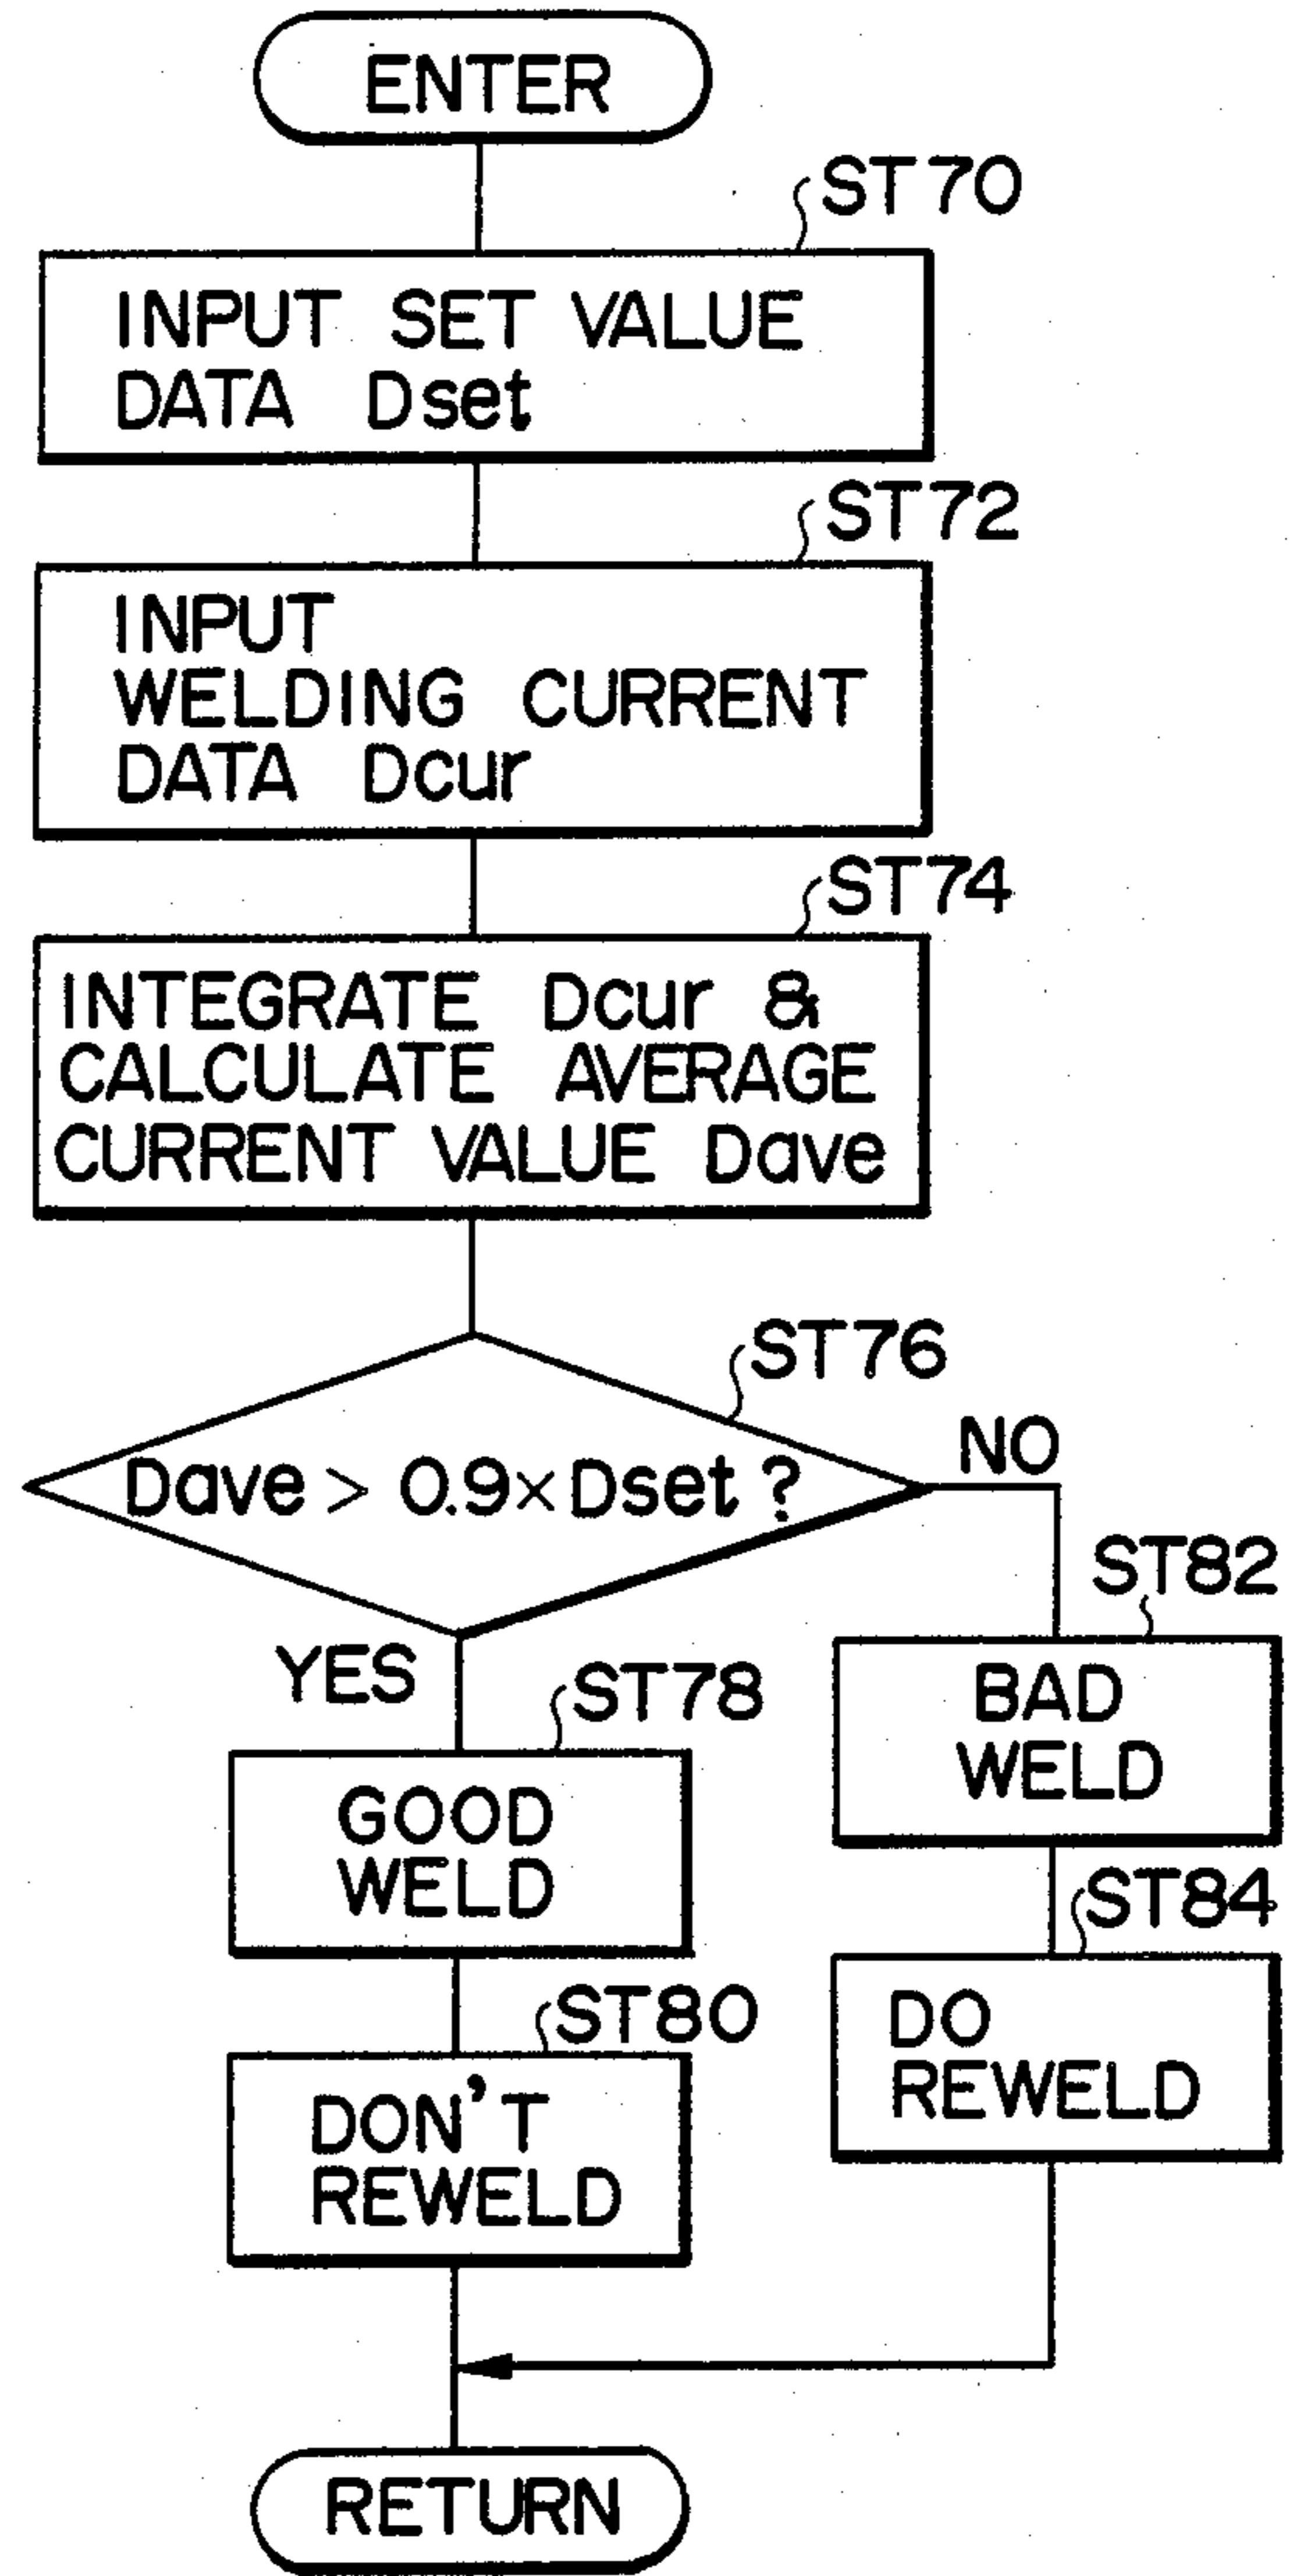 ENTER
ST70
INPUT SET VALUE
DATA Dset
ST72
INPUT
WELDING CURRENT
DATA Dcur
ST74
INTEGRATE Dcur &
CALCULATE AVERAGE
CURRENT VALUE Dave
ST76
Dave > 0.9×Dset ?
NO
YES
ST78
GOOD
WELD
ST80
DON'T
REWELD
ST82
BAD
WELD
ST84
DO
REWELD
RETURN